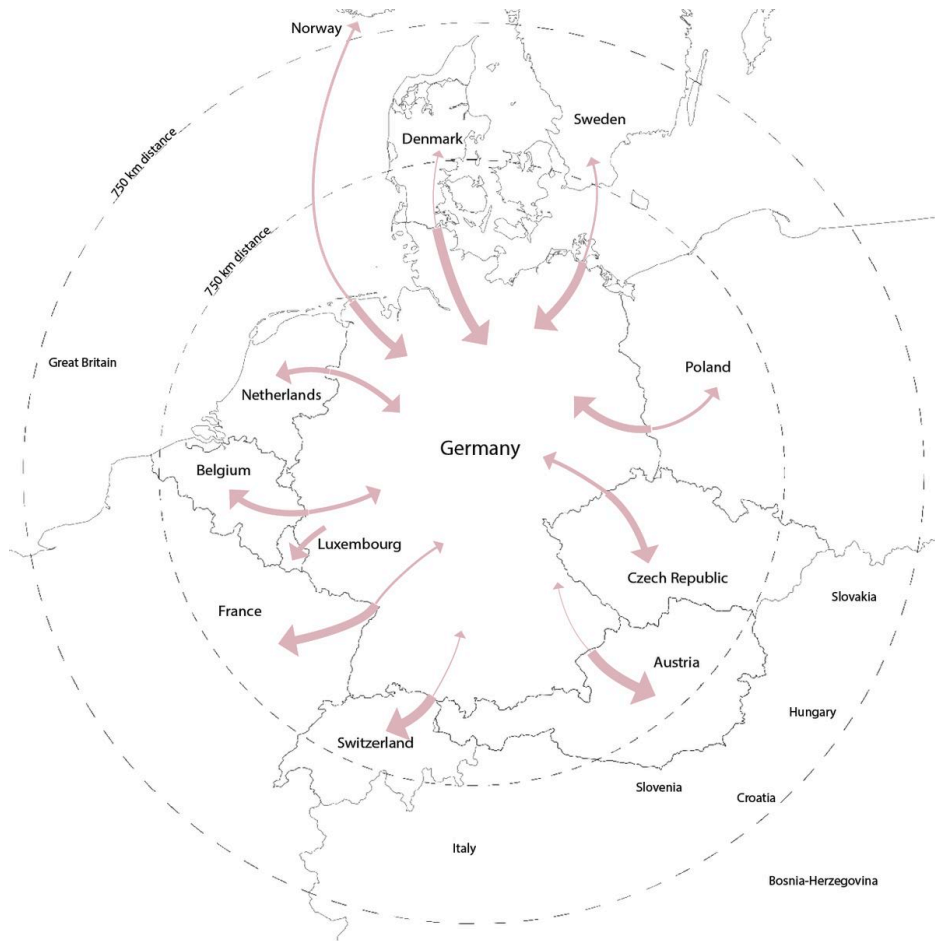 Norway
Sweden
Denmark
750 km distance
750 km distance
Great Britain
Poland
Netherlands
Germany
Belgium
Luxembourg
Czech Republic
Slovakia
France
Austria
Hungary
Switzerland
Slovenia
Croatia
Italy
Bosnia-Herzegovina